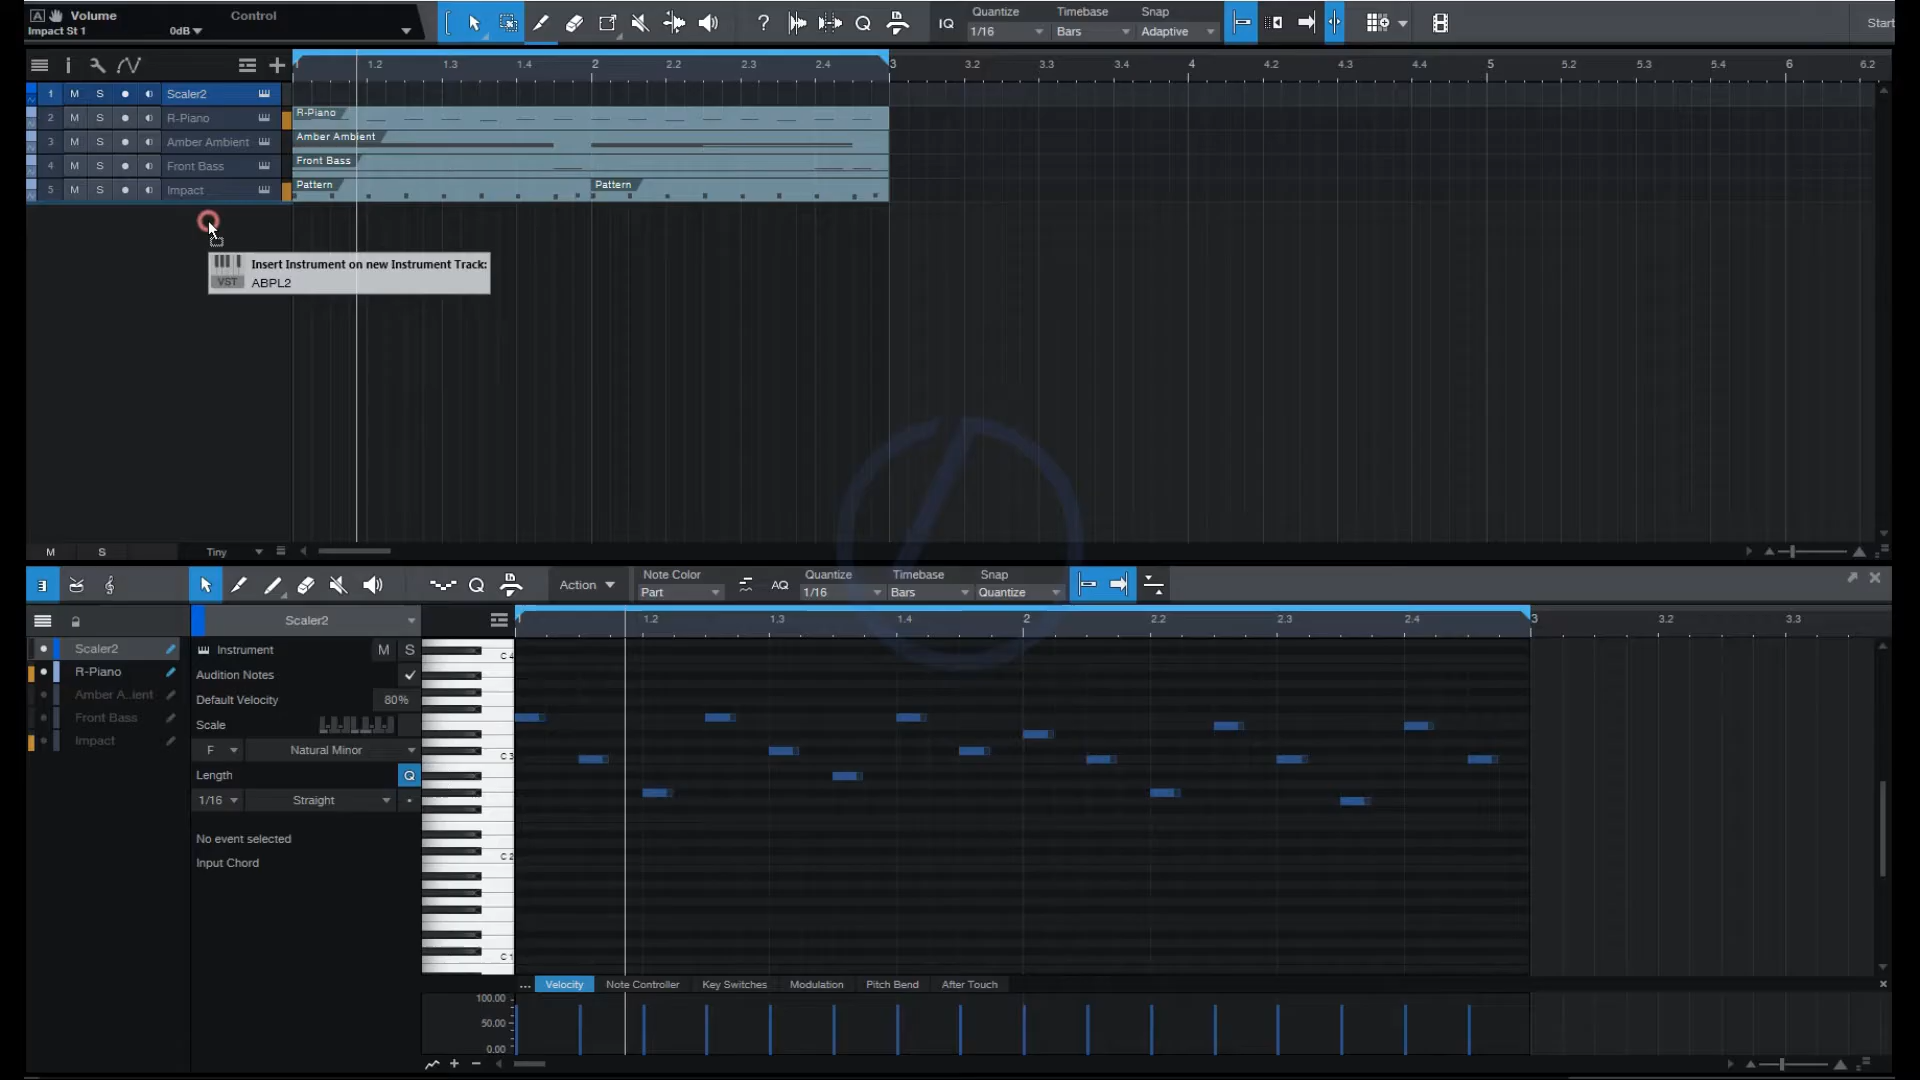 Volume Control
Impact St 1 0dB
Quantize Timebase Snap
IQ 1/16 Bars Adaptive
Start
1.2 1.3 1.4 2 2.2 2.3 2.4 3 3.2 3.3 3.4 4 4.2 4.3 4.4 5 5.2 5.3 5.4 6 6.2
1 M S Scaler2
2 M S R-Piano R-Piano
3 M S Amber Ambient Amber Ambient
4 M S Front Bass Front Bass
5 M S Impact Pattern Pattern
Insert Instrument on new Instrument Track:
VST ABPL2
M S Tiny
Action Note Color Quantize Timebase Snap
Part AQ 1/16 Bars Quantize
Scaler2 1.2 1.3 1.4 2 2.2 2.3 2.4 3 3.2 3.3
Scaler2 Instrument M S C 4
R-Piano Audition Notes
Amber A..ient Default Velocity 80%
Front Bass Scale
Impact F Natural Minor C 3
Length Q
1/16 Straight
No event selected C 2
Input Chord
C 1
... Velocity Note Controller Key Switches Modulation Pitch Bend After Touch
100.00
50.00
0.00